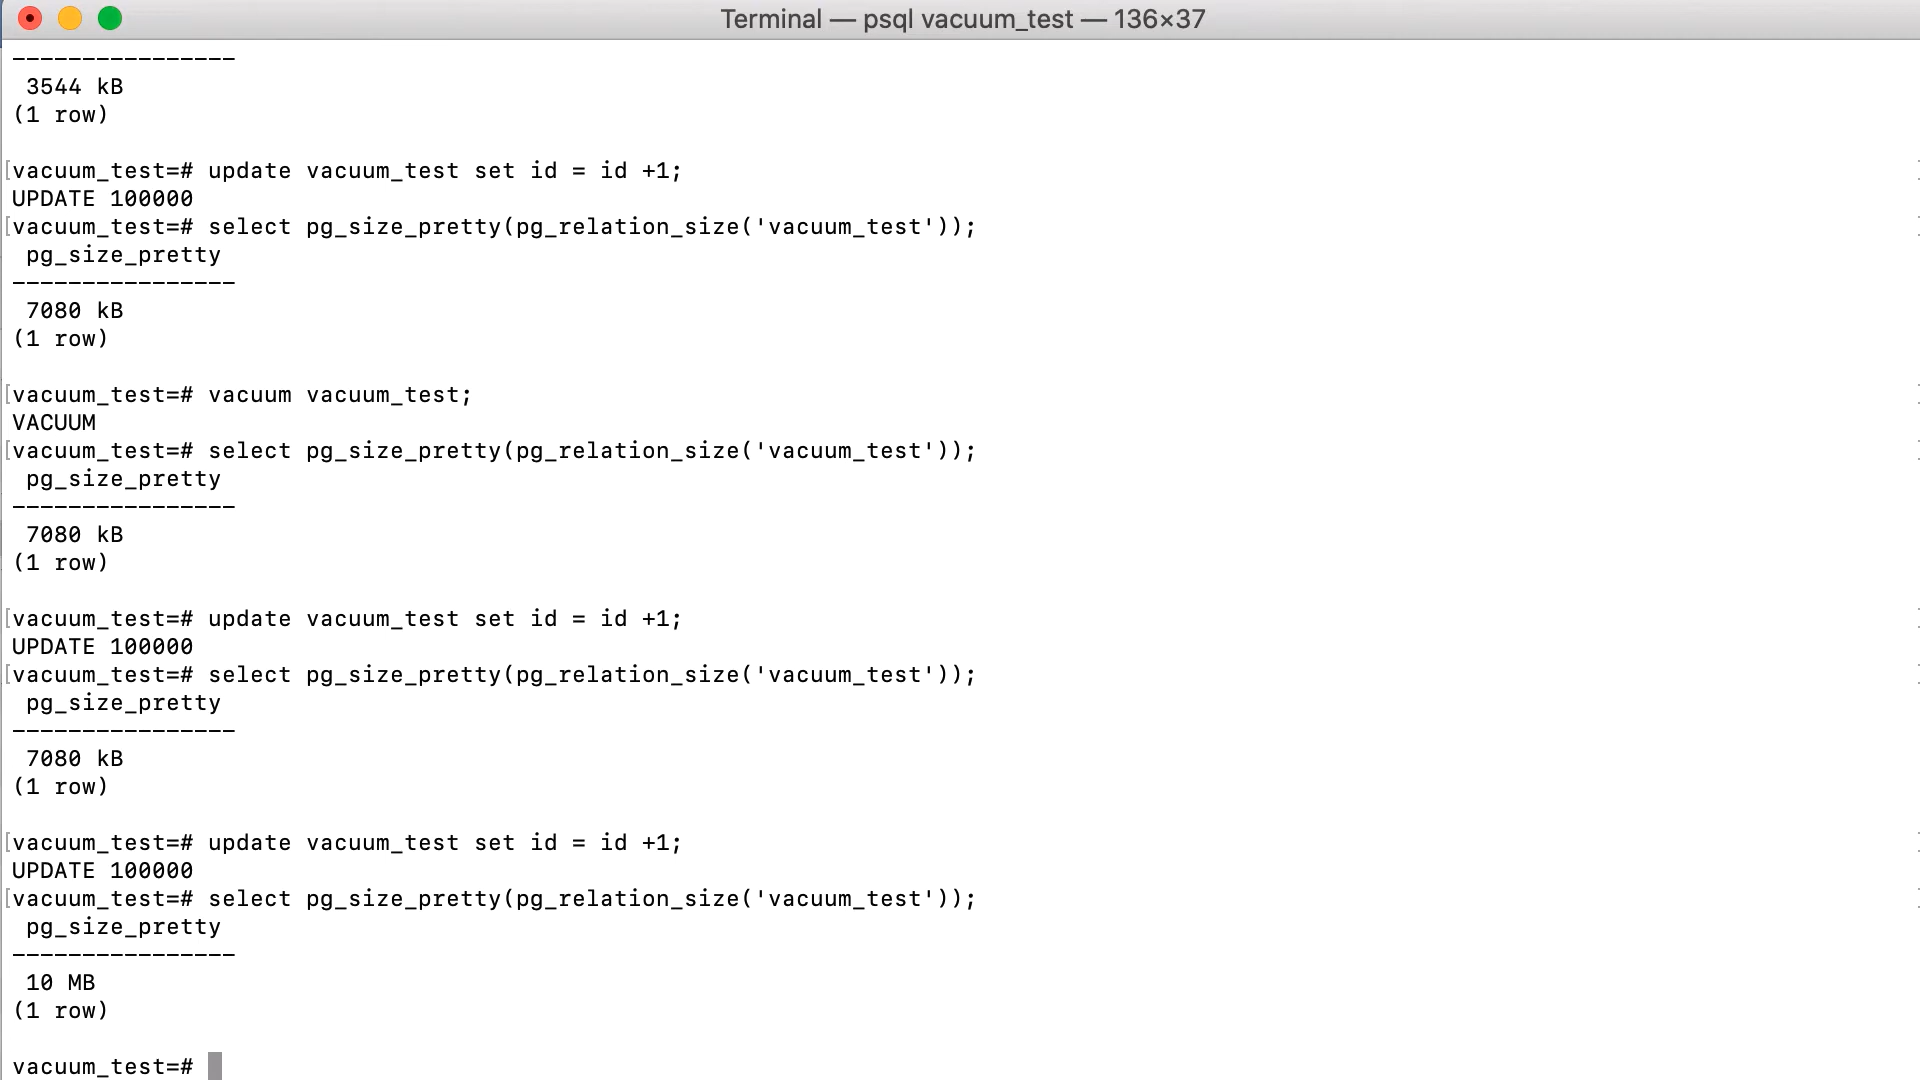 Terminal — psql vacuum_test — 136×37
----------------
3544 kB
(1 row)
vacuum_test=# update vacuum_test set id = id +1;
UPDATE 100000
vacuum_test=# select pg_size_pretty(pg_relation_size('vacuum_test'));
pg_size_pretty
----------------
7080 kB
(1 row)
vacuum_test=# vacuum vacuum_test;
VACUUM
vacuum_test=# select pg_size_pretty(pg_relation_size('vacuum_test'));
pg_size_pretty
----------------
7080 kB
(1 row)
vacuum_test=# update vacuum_test set id = id +1;
UPDATE 100000
vacuum_test=# select pg_size_pretty(pg_relation_size('vacuum_test'));
pg_size_pretty
----------------
7080 kB
(1 row)
vacuum_test=# update vacuum_test set id = id +1;
UPDATE 100000
vacuum_test=# select pg_size_pretty(pg_relation_size('vacuum_test'));
pg_size_pretty
----------------
10 MB
(1 row)
vacuum_test=#